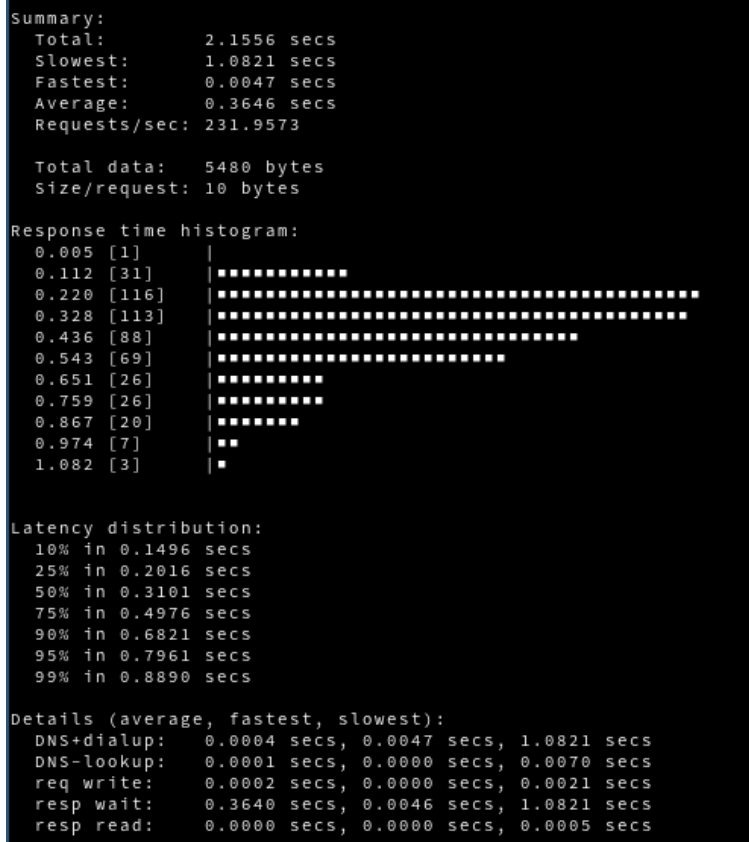 Summary:
  Total:        2.1556 secs
  Slowest:      1.0821 secs
  Fastest:      0.0047 secs
  Average:      0.3646 secs
  Requests/sec: 231.9573

  Total data:   5480 bytes
  Size/request: 10 bytes

Response time histogram:
  0.005 [1]     |
  0.112 [31]    |■■■■■■■■■■■
  0.220 [116]   |■■■■■■■■■■■■■■■■■■■■■■■■■■■■■■■■■■■■■■■■
  0.328 [113]   |■■■■■■■■■■■■■■■■■■■■■■■■■■■■■■■■■■■■■■■
  0.436 [88]    |■■■■■■■■■■■■■■■■■■■■■■■■■■■■■■
  0.543 [69]    |■■■■■■■■■■■■■■■■■■■■■■■■
  0.651 [26]    |■■■■■■■■■
  0.759 [26]    |■■■■■■■■■
  0.867 [20]    |■■■■■■■
  0.974 [7]     |■■
  1.082 [3]     |■

Latency distribution:
  10% in 0.1496 secs
  25% in 0.2016 secs
  50% in 0.3101 secs
  75% in 0.4976 secs
  90% in 0.6821 secs
  95% in 0.7961 secs
  99% in 0.8890 secs

Details (average, fastest, slowest):
  DNS+dialup:   0.0004 secs, 0.0047 secs, 1.0821 secs
  DNS-lookup:   0.0001 secs, 0.0000 secs, 0.0070 secs
  req write:    0.0002 secs, 0.0000 secs, 0.0021 secs
  resp wait:    0.3640 secs, 0.0046 secs, 1.0821 secs
  resp read:    0.0000 secs, 0.0000 secs, 0.0005 secs